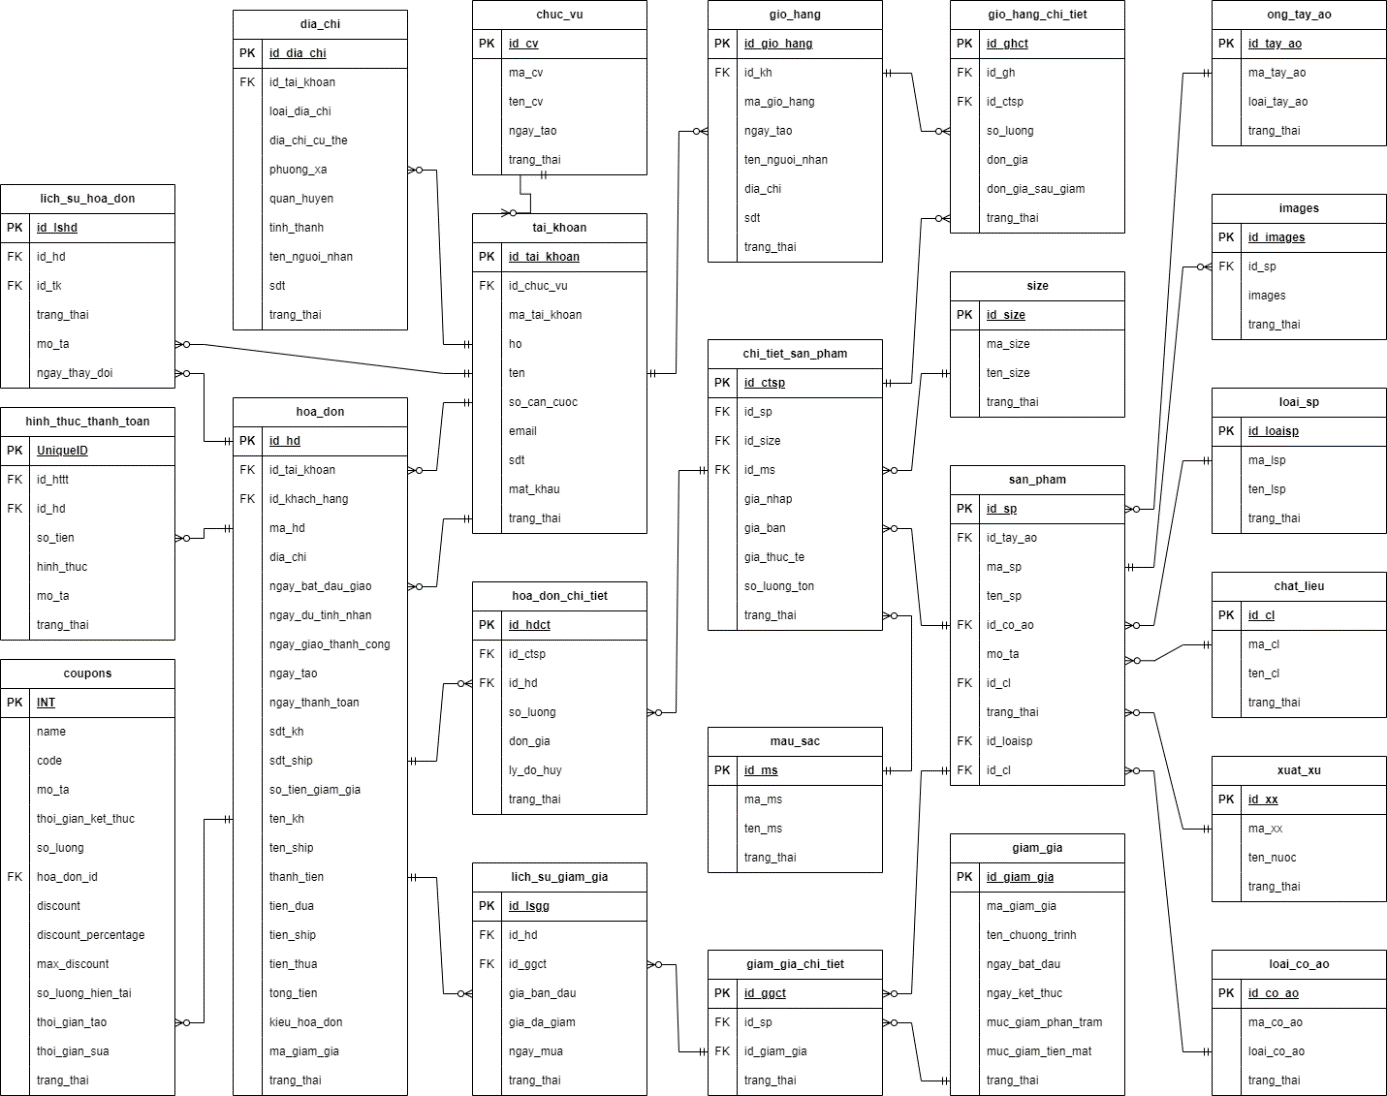 dia_chi
PK id_dia_chi
FK id_tai_khoan
loai_dia_chi
dia_chi_cu_the
phuong_xa
quan_huyen
tinh_thanh
ten_nguoi_nhan
sdt
trang_thai
chuc_vu
PK id_cv
ma_cv
ten_cv
ngay_tao
trang_thai
gio_hang
PK id_gio_hang
FK id_kh
ma_gio_hang
ngay_tao
ten_nguoi_nhan
dia_chi
sdt
trang_thai
gio_hang_chi_tiet
PK id_ghct
FK id_gh
FK id_ctsp
so_luong
don_gia
don_gia_sau_giam
trang_thai
ong_tay_ao
PK id_tay_ao
ma_tay_ao
loai_tay_ao
trang_thai
lich_su_hoa_don
PK id_lshd
FK id_hd
FK id_tk
trang_thai
mo_ta
ngay_thay_doi
tai_khoan
PK id_tai_khoan
FK id_chuc_vu
ma_tai_khoan
ho
ten
so_can_cuoc
email
sdt
mat_khau
trang_thai
images
PK id_images
FK id_sp
images
trang_thai
size
PK id_size
ma_size
ten_size
trang_thai
chi_tiet_san_pham
PK id_ctsp
FK id_sp
FK id_size
FK id_ms
gia_nhap
gia_ban
gia_thuc_te
so_luong_ton
trang_thai
hinh_thuc_thanh_toan
PK UniqueID
FK id_httt
FK id_hd
so_tien
hinh_thuc
mo_ta
trang_thai
hoa_don
PK id_hd
FK id_tai_khoan
FK id_khach_hang
ma_hd
dia_chi
ngay_bat_dau_giao
ngay_du_tinh_nhan
ngay_giao_thanh_cong
ngay_tao
ngay_thanh_toan
sdt_kh
sdt_ship
so_tien_giam_gia
ten_kh
ten_ship
thanh_tien
tien_dua
tien_ship
tien_thua
tong_tien
kieu_hoa_don
ma_giam_gia
trang_thai
loai_sp
PK id_loaisp
ma_lsp
ten_lsp
trang_thai
san_pham
PK id_sp
FK id_tay_ao
ma_sp
ten_sp
FK id_co_ao
mo_ta
FK id_cl
trang_thai
FK id_loaisp
FK id_cl
hoa_don_chi_tiet
PK id_hdct
FK id_ctsp
FK id_hd
so_luong
don_gia
ly_do_huy
trang_thai
chat_lieu
PK id_cl
ma_cl
ten_cl
trang_thai
coupons
PK INT
name
code
mo_ta
thoi_gian_ket_thuc
so_luong
FK hoa_don_id
discount
discount_percentage
max_discount
so_luong_hien_tai
thoi_gian_tao
thoi_gian_sua
trang_thai
mau_sac
PK id_ms
ma_ms
ten_ms
trang_thai
xuat_xu
PK id_xx
ma_xx
ten_nuoc
trang_thai
lich_su_giam_gia
PK id_lsgg
FK id_hd
FK id_ggct
gia_ban_dau
gia_da_giam
ngay_mua
trang_thai
giam_gia
PK id_giam_gia
ma_giam_gia
ten_chuong_trinh
ngay_bat_dau
ngay_ket_thuc
muc_giam_phan_tram
muc_giam_tien_mat
trang_thai
giam_gia_chi_tiet
PK id_ggct
FK id_sp
FK id_giam_gia
trang_thai
loai_co_ao
PK id_co_ao
ma_co_ao
loai_co_ao
trang_thai